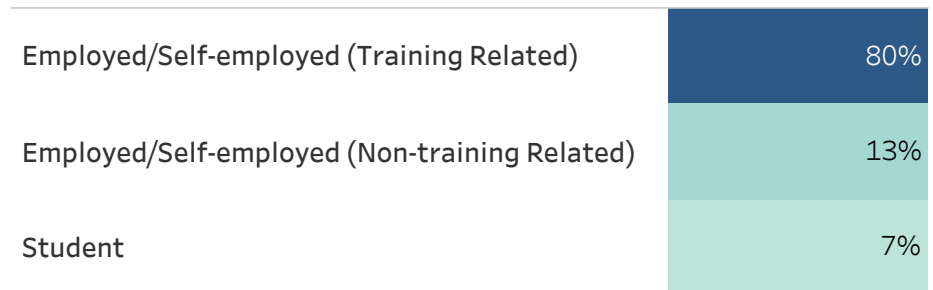 Employed/Self-employed (Training Related) 80%
Employed/Self-employed (Non-training Related) 13%
Student 7%